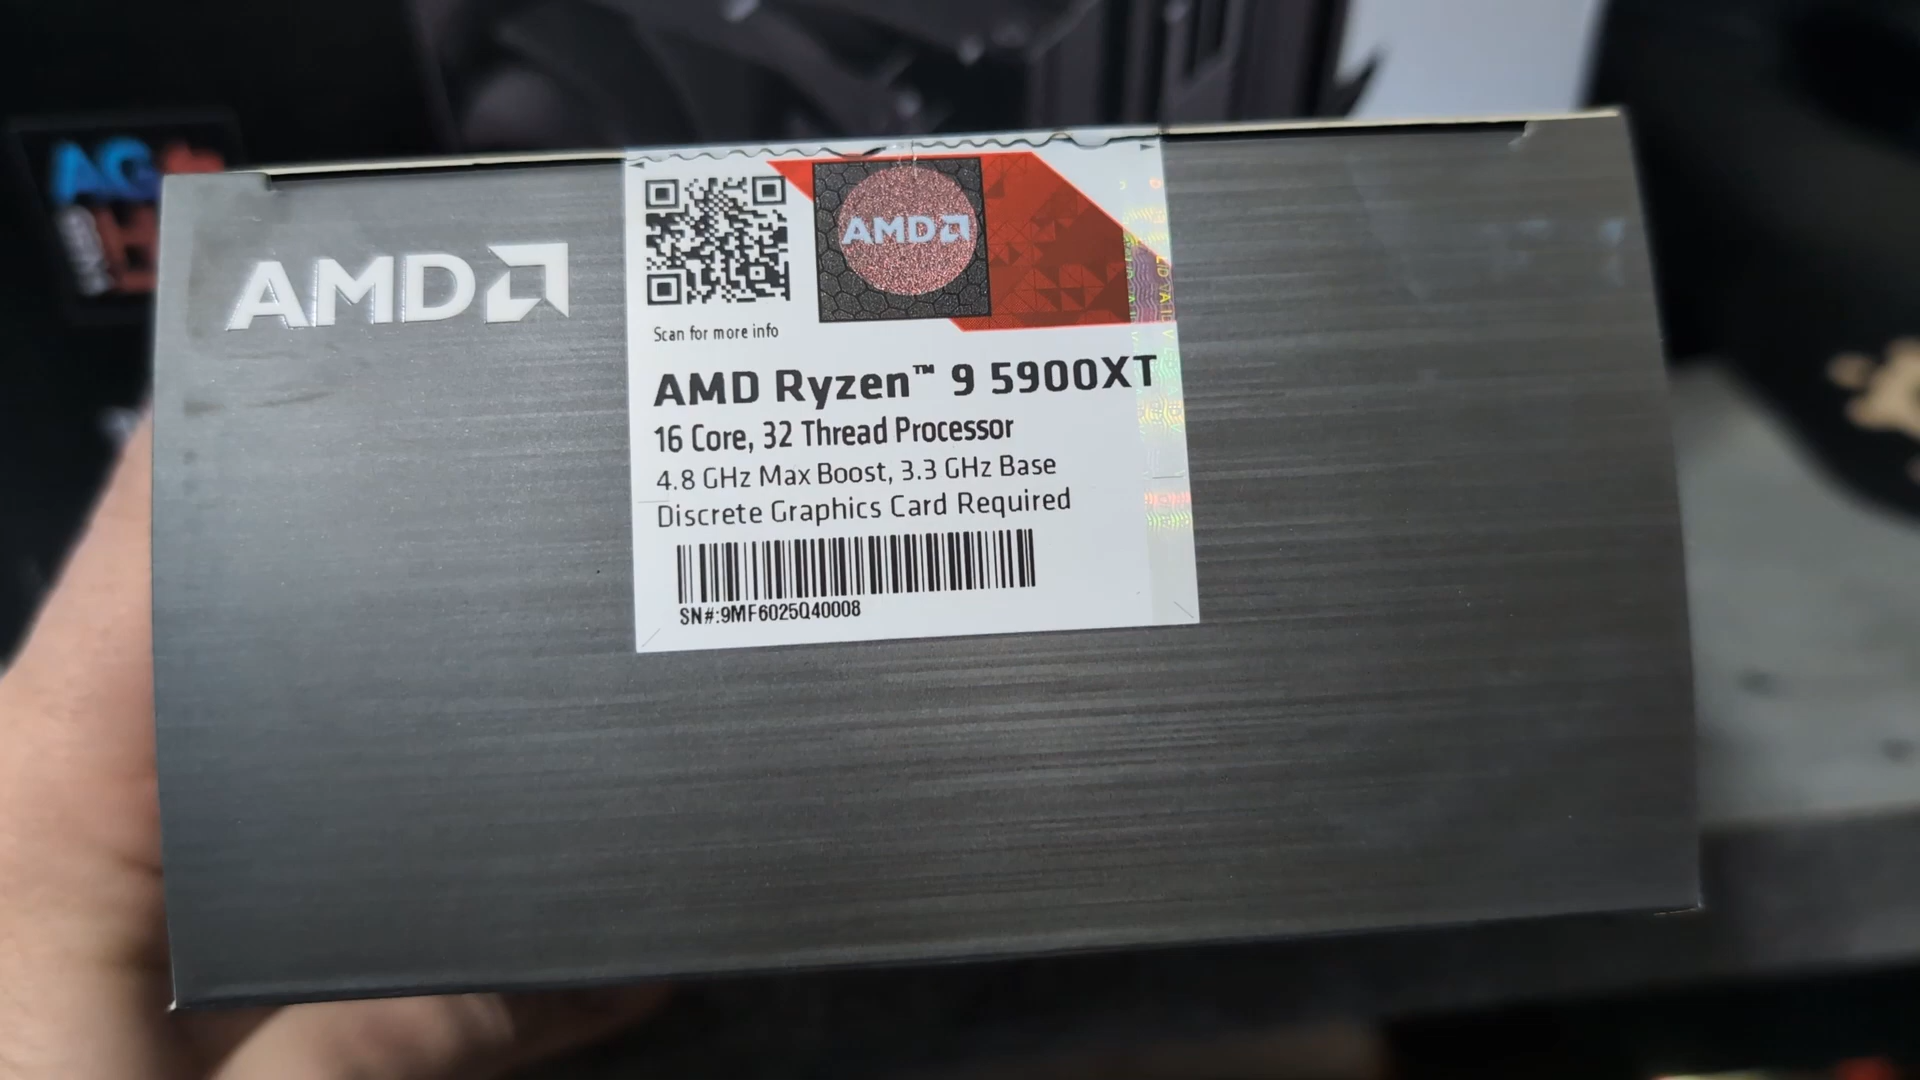 AMD
AMD
Scan for more info
AMD Ryzen™ 9 5900XT
16 Core, 32 Thread Processor
4.8 GHz Max Boost, 3.3 GHz Base
Discrete Graphics Card Required
SN#:9MF6025Q40008